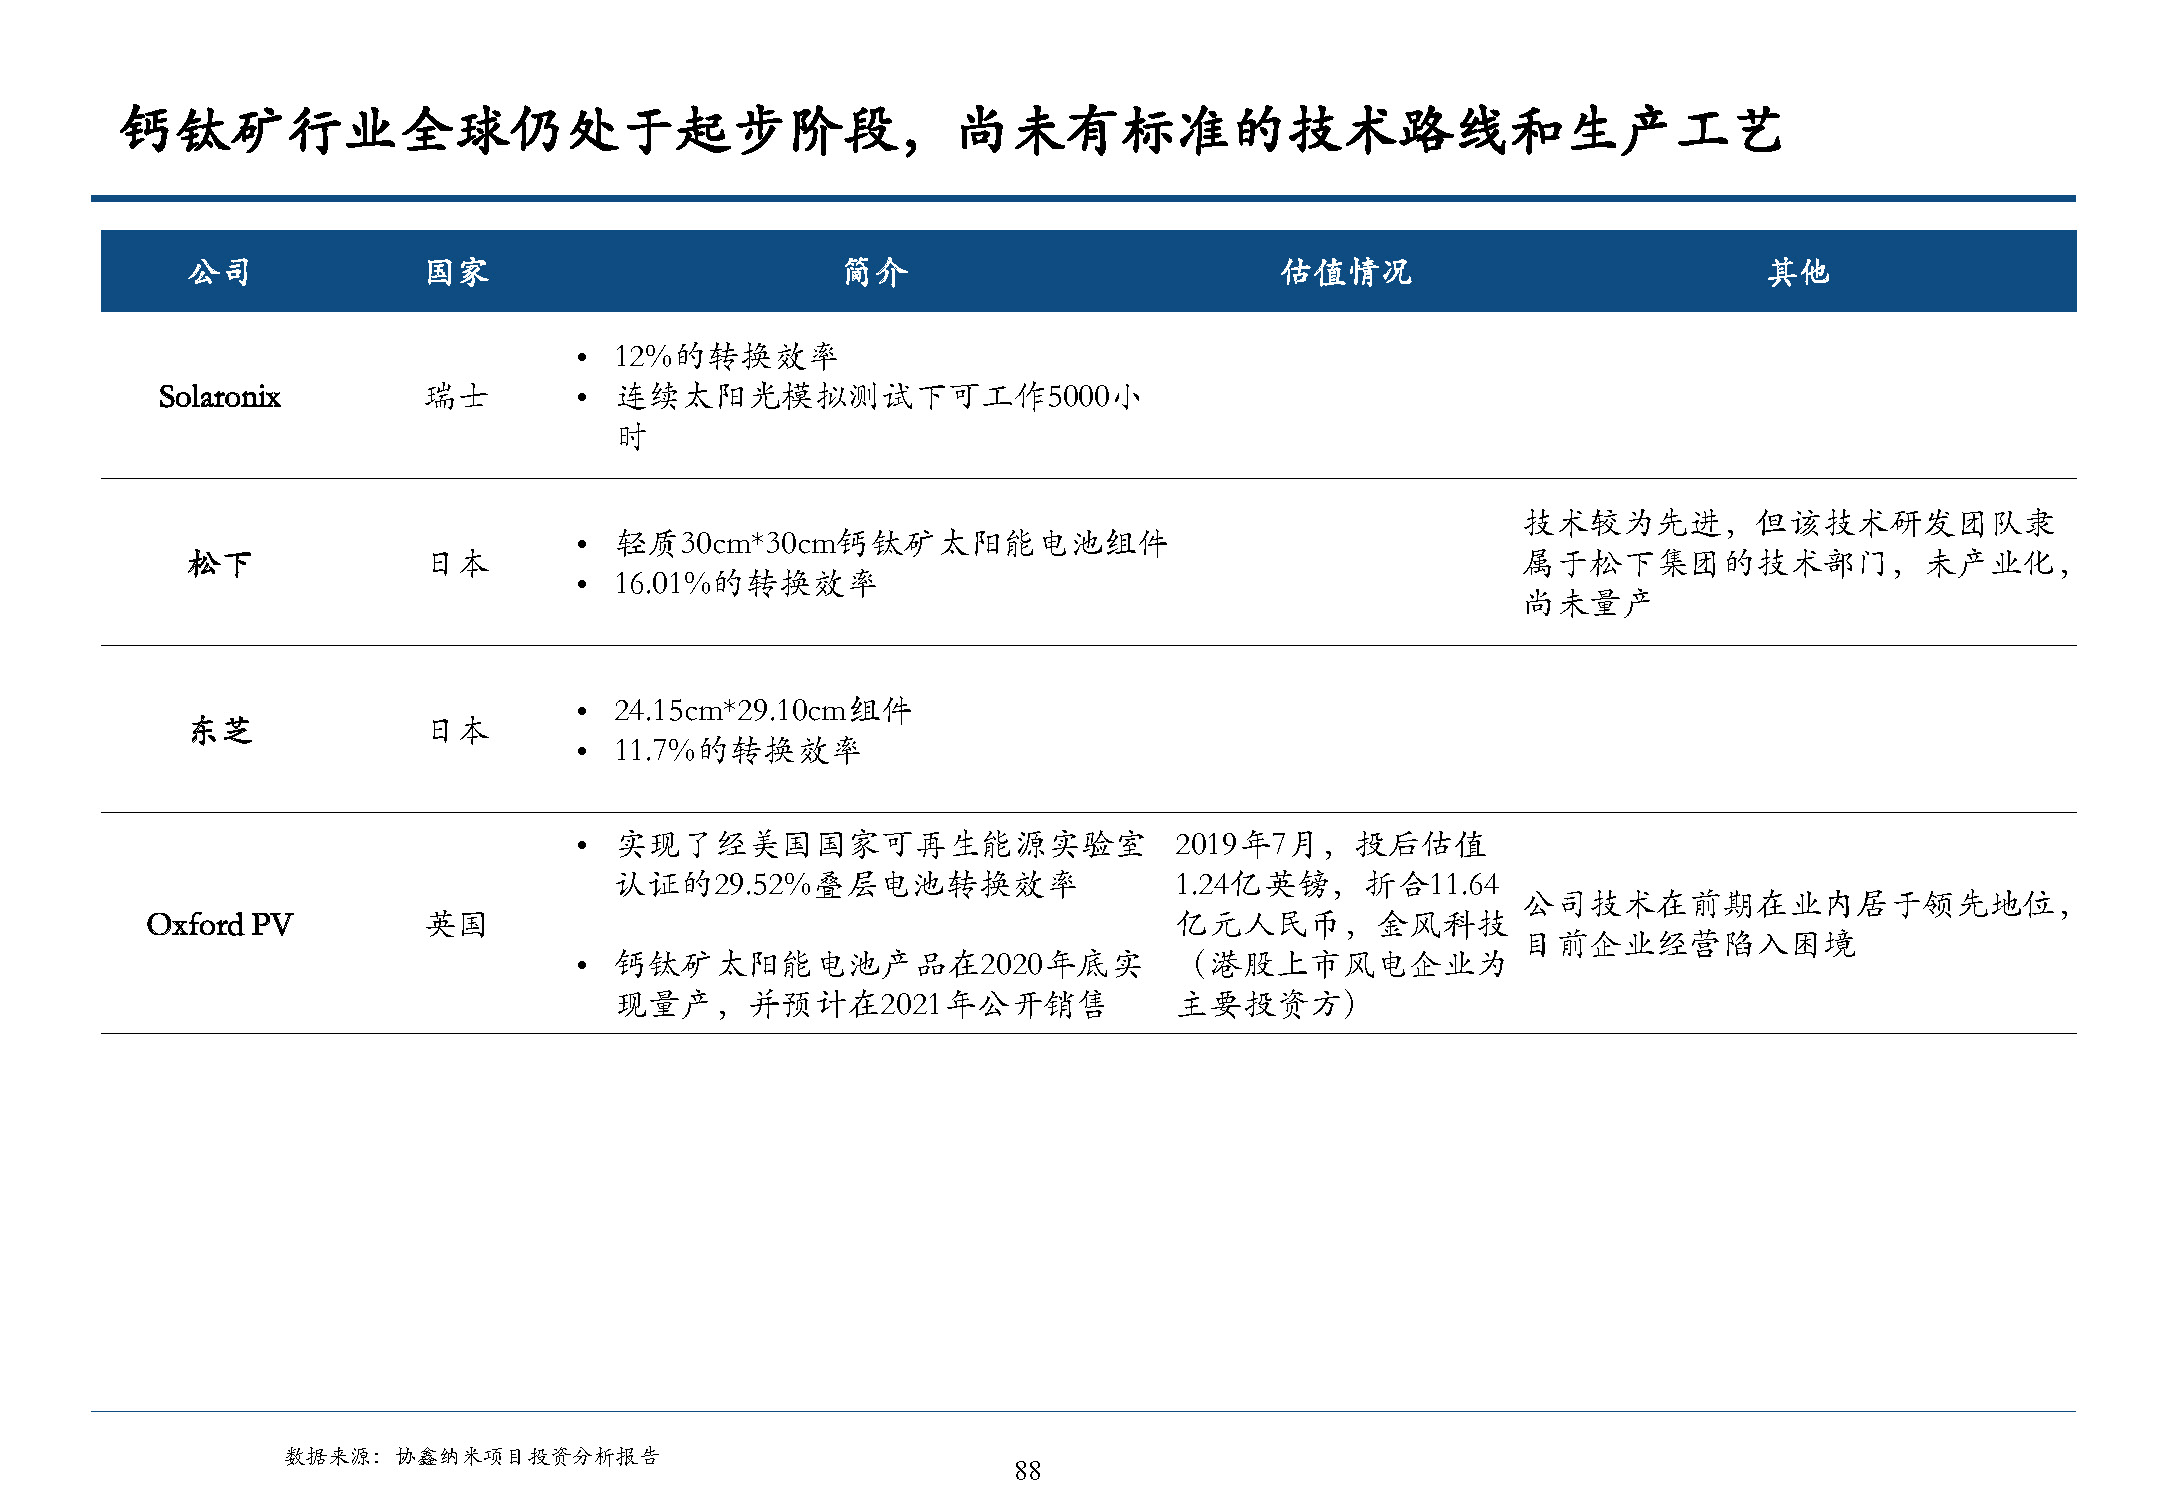 钙钛矿行业全球仍处于起步阶段，尚未有标准的技术路线和生产工艺
公司 国家 简介 估值情况 其他
Solaronix 瑞士
• 12%的转换效率
• 连续太阳光模拟测试下可工作5000小
时
松下 日本
• 轻质30cm*30cm钙钛矿太阳能电池组件
• 16.01%的转换效率
技术较为先进，但该技术研发团队隶
属于松下集团的技术部门，未产业化，
尚未量产
东芝 日本
• 24.15cm*29.10cm组件
• 11.7%的转换效率
Oxford PV 英国
• 实现了经美国国家可再生能源实验室
认证的29.52%叠层电池转换效率
• 钙钛矿太阳能电池产品在2020年底实
现量产，并预计在2021年公开销售
2019年7月，投后估值
1.24亿英镑，折合11.64
亿元人民币，金风科技
（港股上市风电企业为
主要投资方）
公司技术在前期在业内居于领先地位，
目前企业经营陷入困境
数据来源：协鑫纳米项目投资分析报告
88